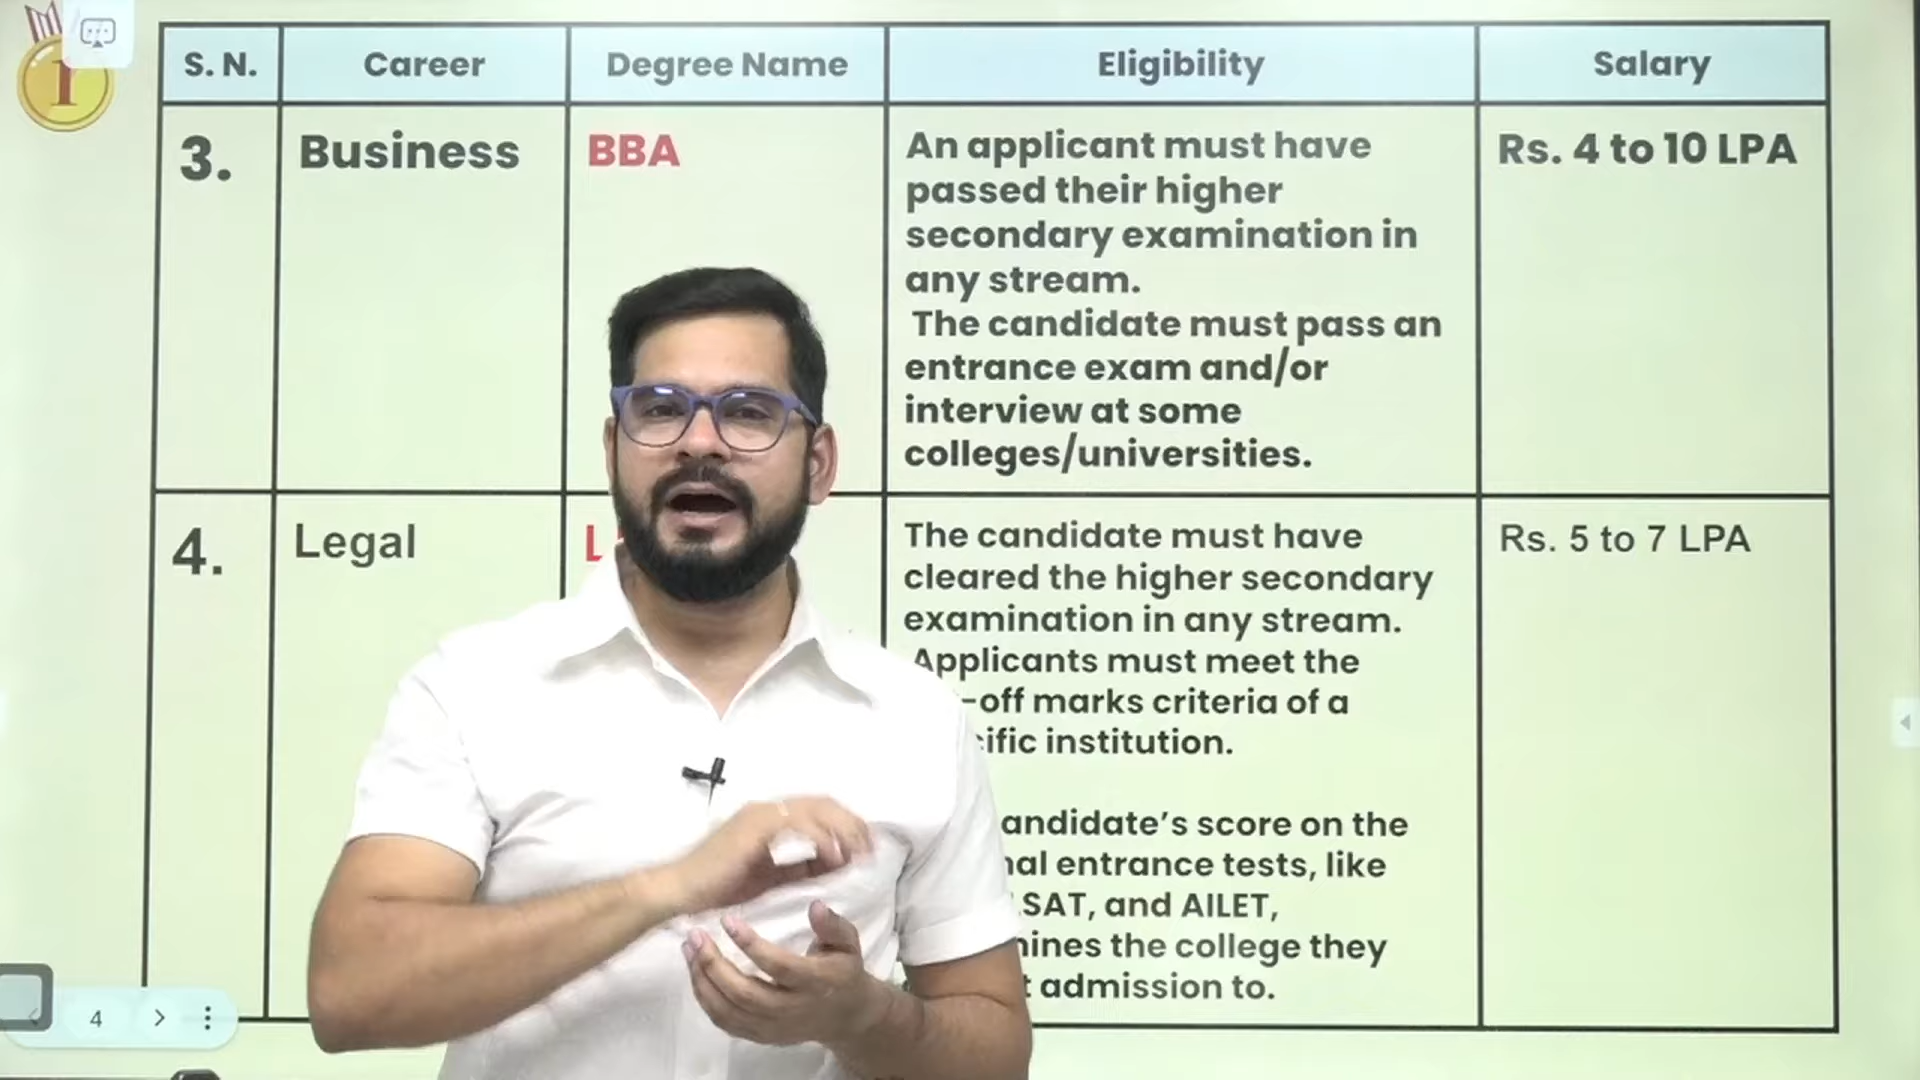 1
S. N.
Career
Degree Name
Eligibility
Salary
3.
Business
BBA
An applicant must have
passed their higher
secondary examination in
any stream.
The candidate must pass an
entrance exam and/or
interview at some
colleges/universities.
Rs. 4 to 10 LPA
4.
Legal
The candidate must have
cleared the higher secondary
examination in any stream.
Applicants must meet the
-off marks criteria of a
institution.
score on the
entrance tests, like
and AILET,
the college they
admission to.
Rs. 5 to 7 LPA
4